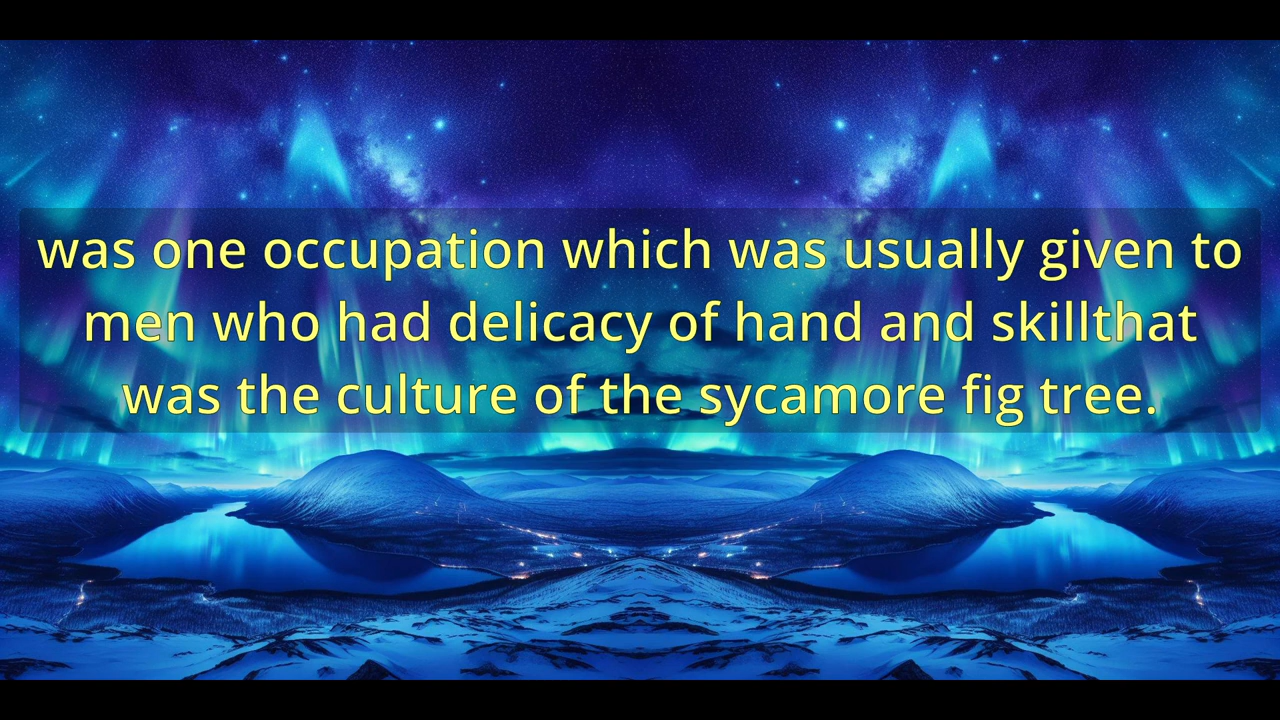 was one occupation which was usually given to
men who had delicacy of hand and skillthat
was the culture of the sycamore fig tree.